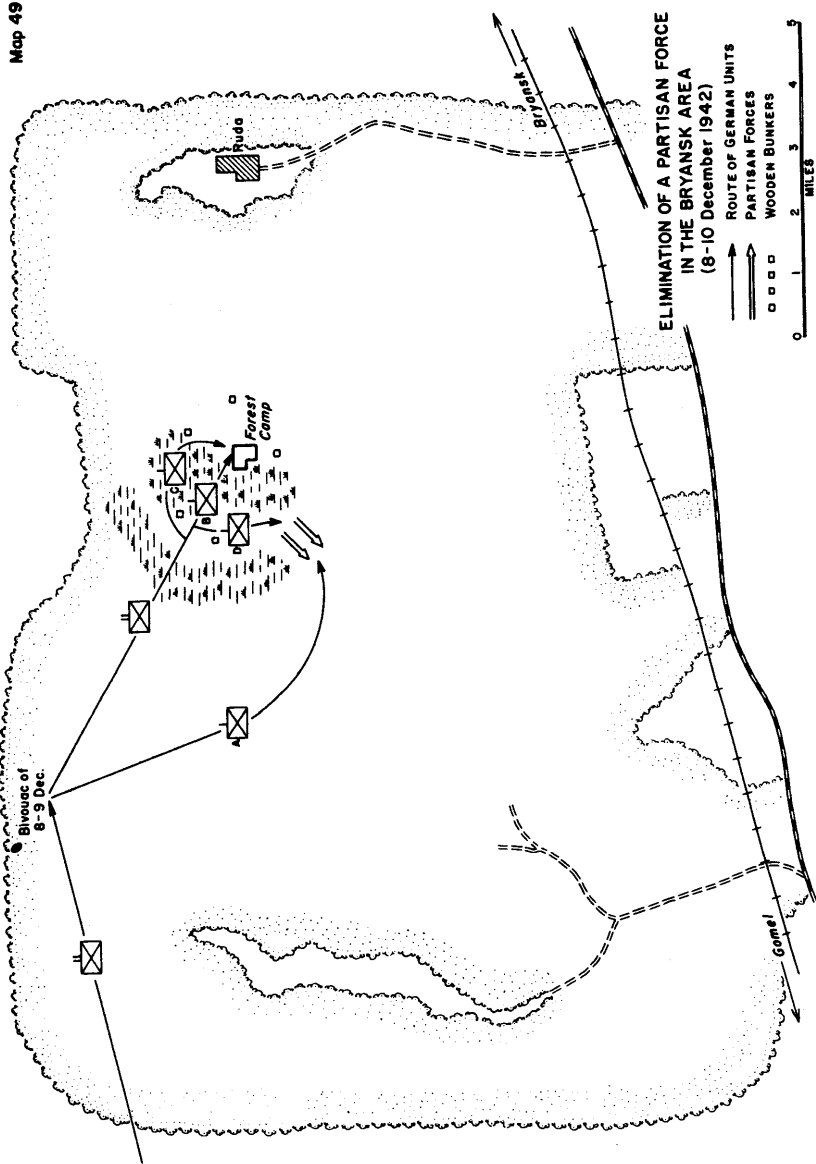 Map 49
Bivouac of
8-9 Dec.
A
B
C
D
Forest
Camp
Ruda
Bryansk
Gomel
ELIMINATION OF A PARTISAN FORCE
IN THE BRYANSK AREA
(8-10 December 1942)
ROUTE OF GERMAN UNITS
PARTISAN FORCES
WOODEN BUNKERS
0 1 2 3 4 5
MILES